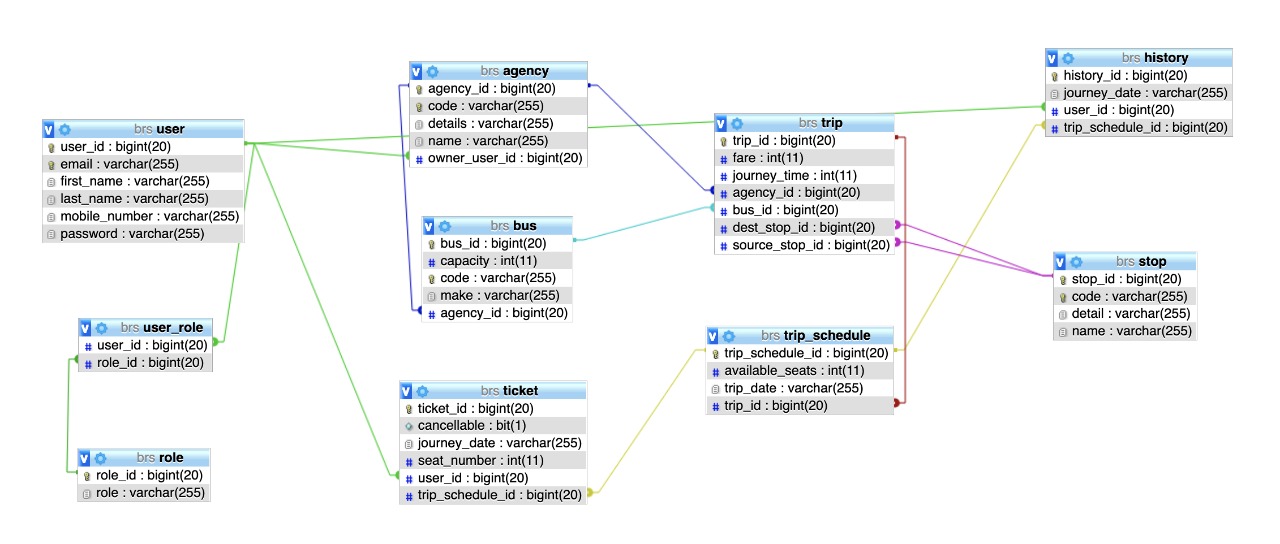 brs user
user_id : bigint(20)
email : varchar(255)
first_name : varchar(255)
last_name : varchar(255)
mobile_number : varchar(255)
password : varchar(255)
brs user_role
user_id : bigint(20)
role_id : bigint(20)
brs role
role_id : bigint(20)
role : varchar(255)
brs agency
agency_id : bigint(20)
code : varchar(255)
details : varchar(255)
name : varchar(255)
owner_user_id : bigint(20)
brs bus
bus_id : bigint(20)
capacity : int(11)
code : varchar(255)
make : varchar(255)
agency_id : bigint(20)
brs ticket
ticket_id : bigint(20)
cancellable : bit(1)
journey_date : varchar(255)
seat_number : int(11)
user_id : bigint(20)
trip_schedule_id : bigint(20)
brs trip
trip_id : bigint(20)
fare : int(11)
journey_time : int(11)
agency_id : bigint(20)
bus_id : bigint(20)
dest_stop_id : bigint(20)
source_stop_id : bigint(20)
brs trip_schedule
trip_schedule_id : bigint(20)
available_seats : int(11)
trip_date : varchar(255)
trip_id : bigint(20)
brs history
history_id : bigint(20)
journey_date : varchar(255)
user_id : bigint(20)
trip_schedule_id : bigint(20)
brs stop
stop_id : bigint(20)
code : varchar(255)
detail : varchar(255)
name : varchar(255)